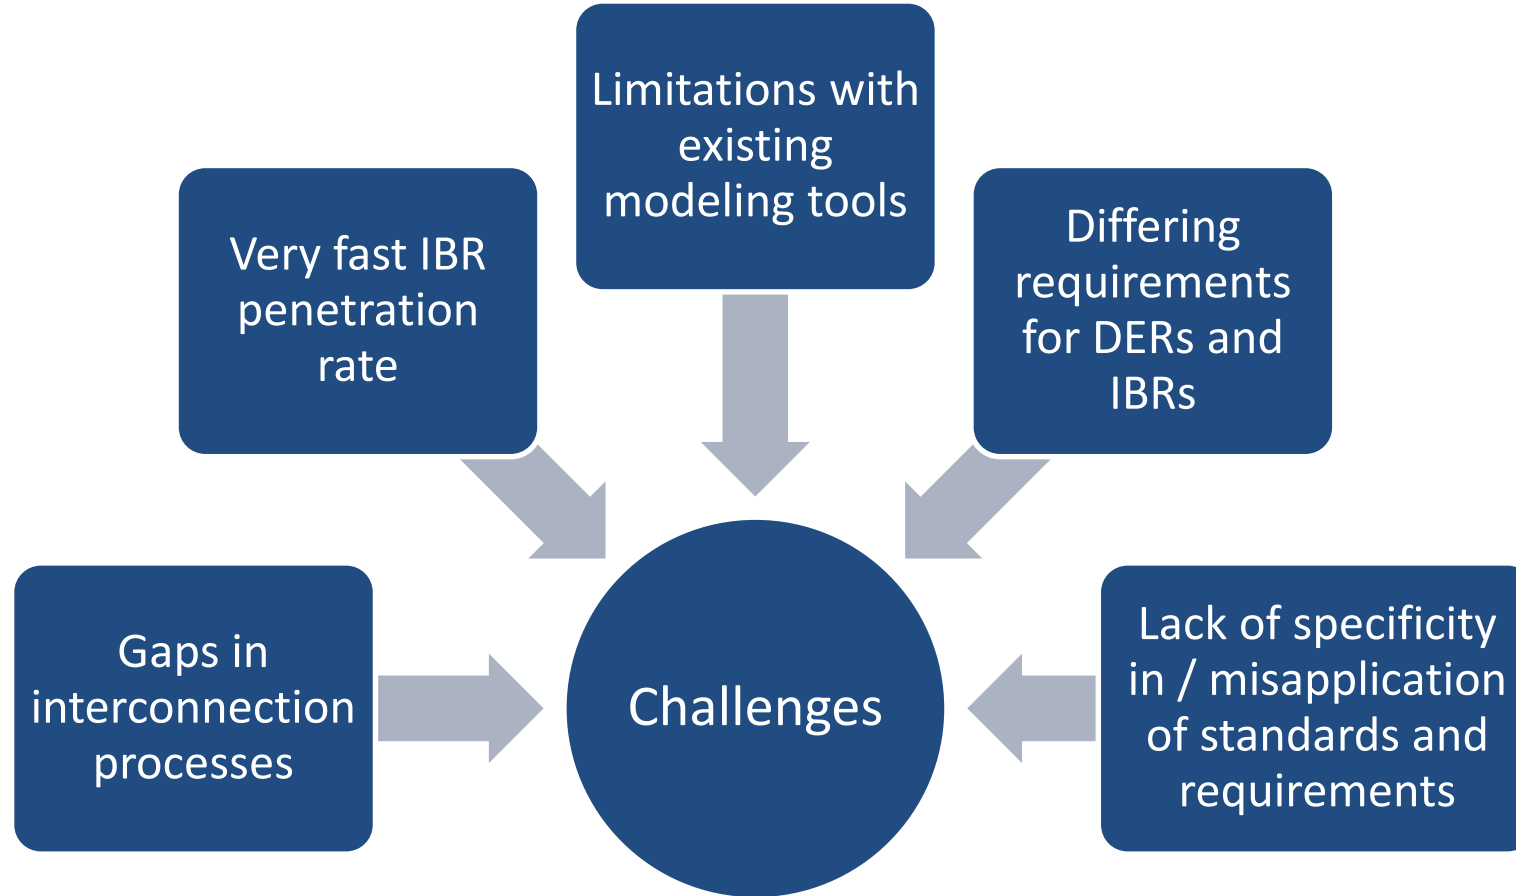 Limitations with
existing
modeling tools
Very fast IBR
penetration
rate
Differing
requirements
for DERs and
IBRs
Gaps in
interconnection
processes
Challenges
Lack of specificity
in / misapplication
of standards and
requirements